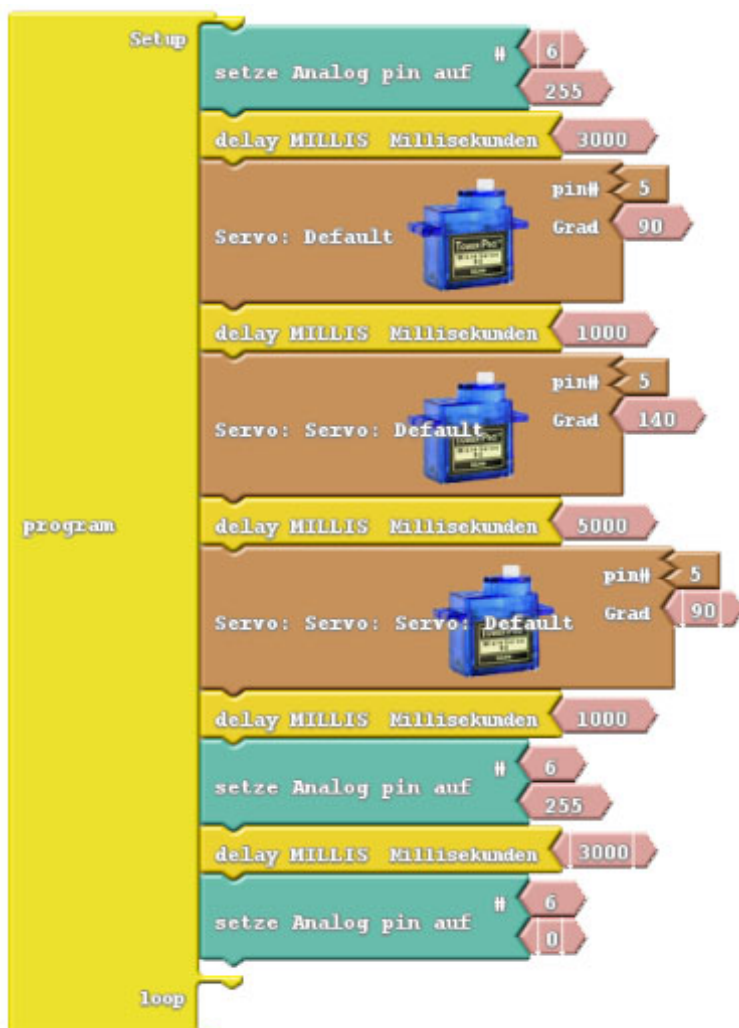 Setup
setze Analog pin auf # 6
255
delay MILLIS Millisekunden 3000
pin# 5
Servo: Default Grad 90
TowerPro
delay MILLIS Millisekunden 1000
pin# 5
Servo: Servo: Default Grad 140
delay MILLIS Millisekunden 5000
program
pin# 5
Servo: Servo: Servo: Default Grad 90
delay MILLIS Millisekunden 1000
setze Analog pin auf # 6
255
delay MILLIS Millisekunden 3000
setze Analog pin auf # 6
0
loop